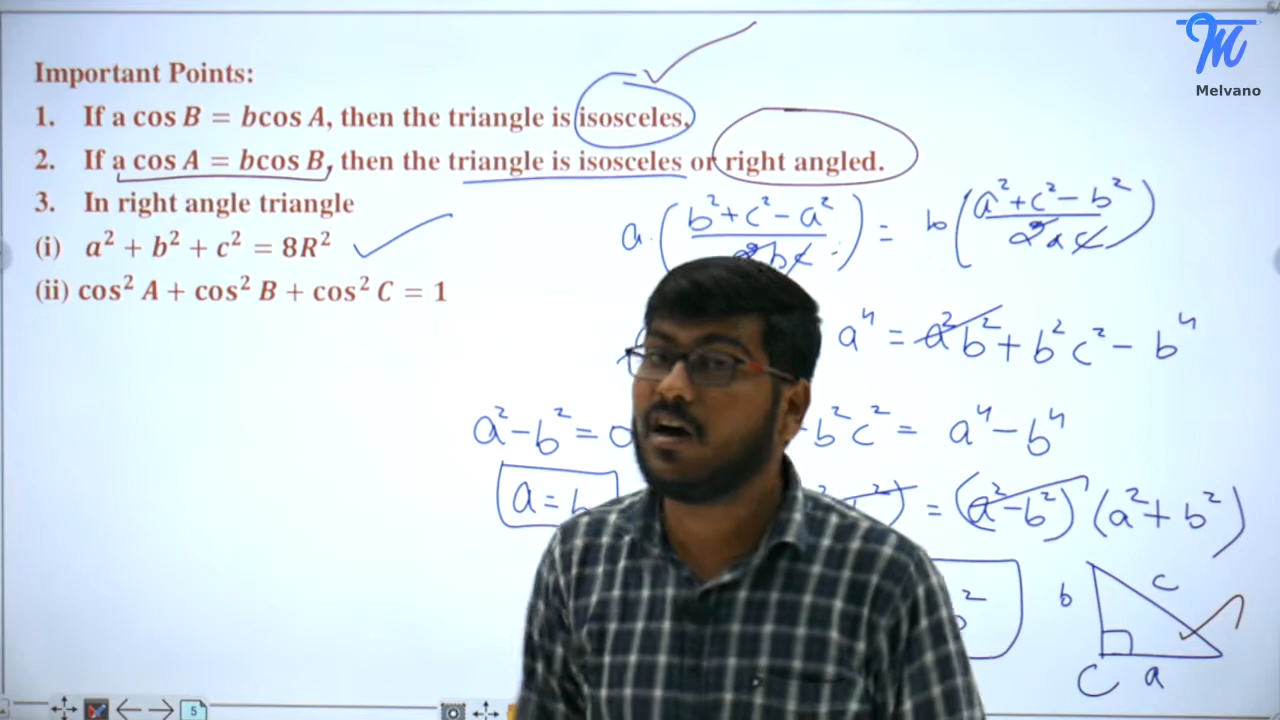 Melvano
Important Points:
1. If a cos B = bcos A, then the triangle is isosceles.
2. If a cos A = bcos B, then the triangle is isosceles or right angled.
3. In right angle triangle
(i) a² + b² + c² = 8R²
(ii) cos² A + cos² B + cos² C = 1
a·(b²+c²-a² / 2bc) = b(a²+c²-b² / 2ac)
a⁴ = a²b² + b²c² - b⁴
a²-b²=0 -b²c² = a⁴-b⁴
a=b = (a²-b²)(a²+b²)
b c
C a
5